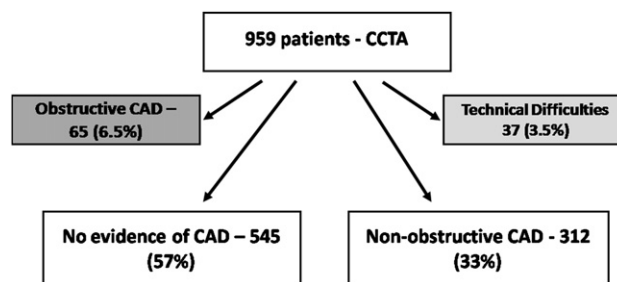 959 patients - CCTA
Obstructive CAD –
65 (6.5%)
Technical Difficulties
37 (3.5%)
No evidence of CAD – 545
(57%)
Non-obstructive CAD - 312
(33%)